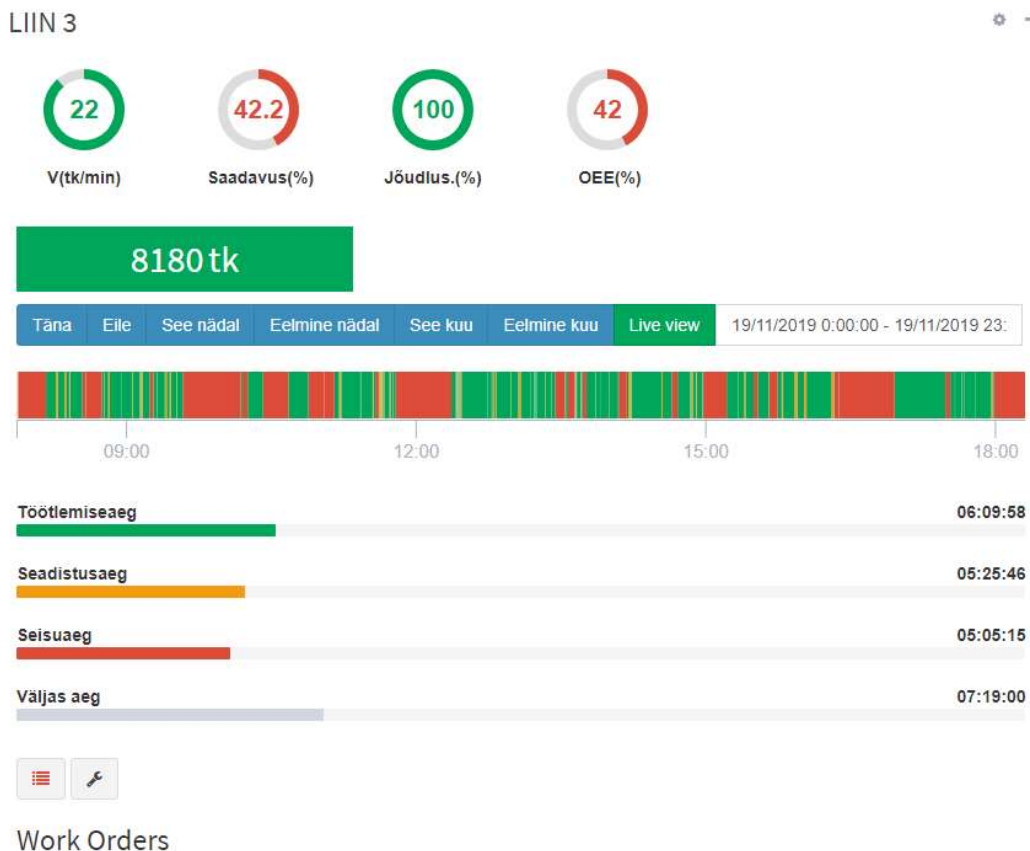 LIIN 3
22 42.2 100 42
V(tk/min) Saadavus(%) Jõudlus.(%) OEE(%)
8180 tk
Täna Eile See nädal Eelmine nädal See kuu Eelmine kuu Live view 19/11/2019 0:00:00 - 19/11/2019 23:
09:00 12:00 15:00 18:00
Töötlemiseaeg 06:09:58
Seadistusaeg 05:25:46
Seisuaeg 05:05:15
Väljas aeg 07:19:00
Work Orders